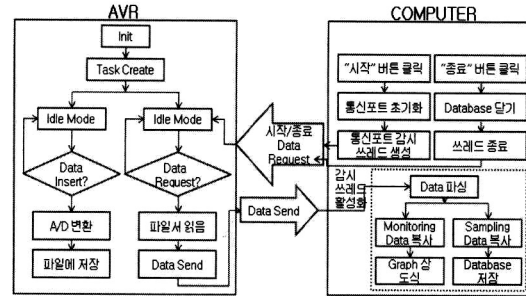 AVR
Init
Task Create
Idle Mode
Idle Mode
Data
Insert?
Data
Request?
A/D 변환
파일서 읽음
파일에 저장
Data Send
시작/종료
Data
Request
Data Send
COMPUTER
"시작" 버튼 클릭
"종료" 버튼 클릭
통신포트 초기화
Database 닫기
통신포트 감시
쓰레드 생성
쓰레드 종료
감시
쓰레드
활성화
Data 파싱
Monitoring
Data 복사
Sampling
Data 복사
Graph 상
도식
Database
저장